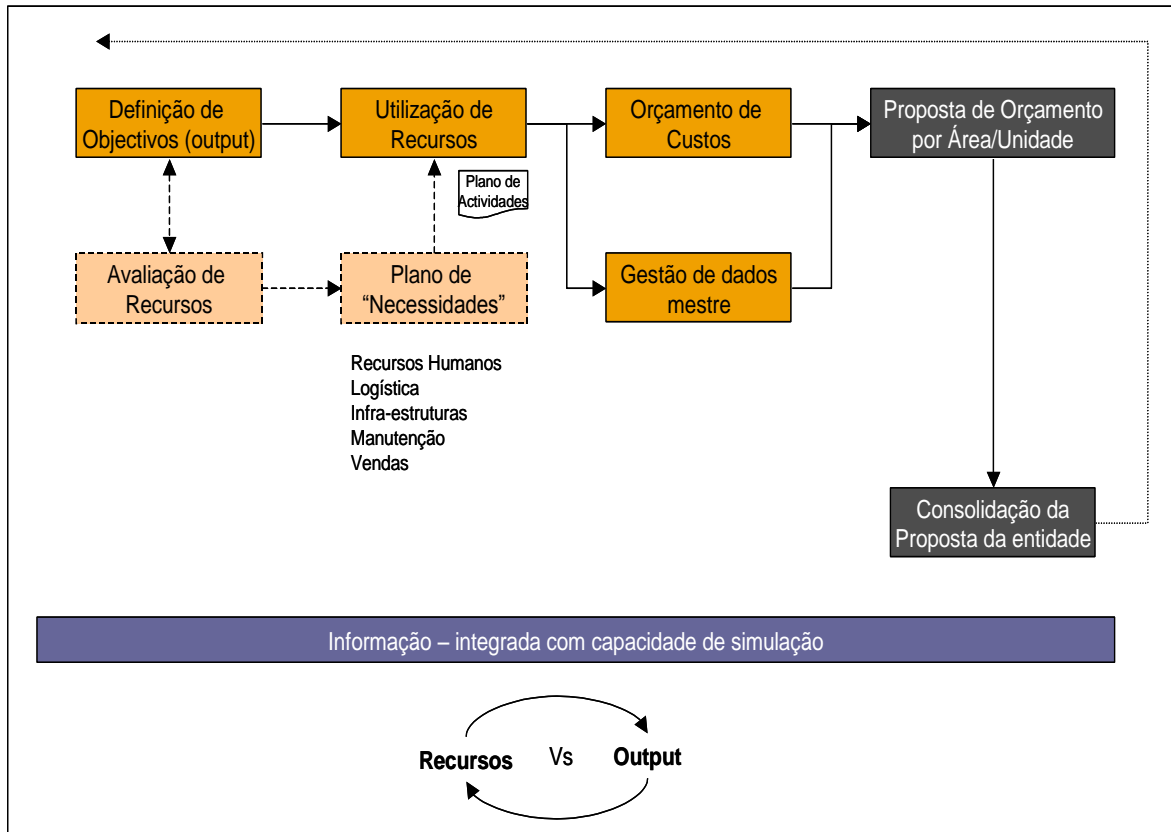 Definição de
Objectivos (output)
Utilização de
Recursos
Orçamento de
Custos
Proposta de Orçamento
por Área/Unidade
Plano de
Actividades
Avaliação de
Recursos
Plano de
“Necessidades”
Gestão de dados
mestre
Recursos Humanos
Logística
Infra-estruturas
Manutenção
Vendas
Consolidação da
Proposta da entidade
Informação – integrada com capacidade de simulação
Recursos Vs Output